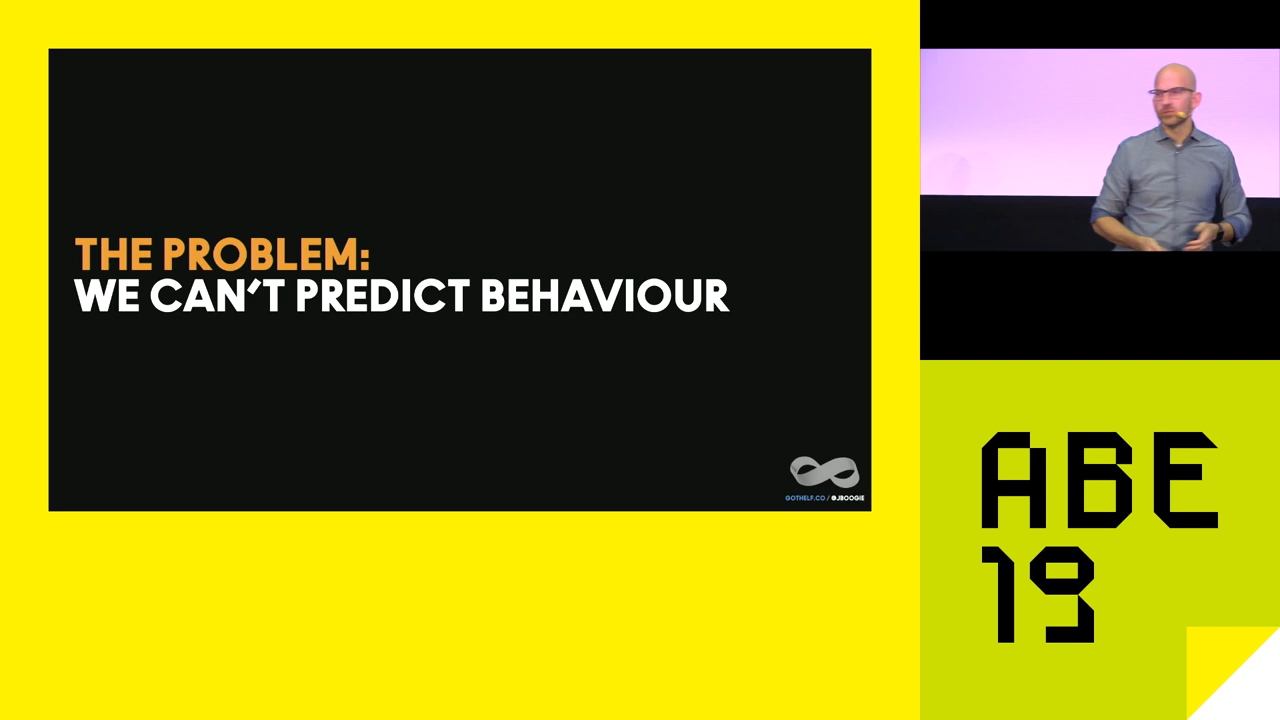 THE PROBLEM:
WE CAN'T PREDICT BEHAVIOUR
GOTHELF.CO / @JBOOGIE
ABE
19